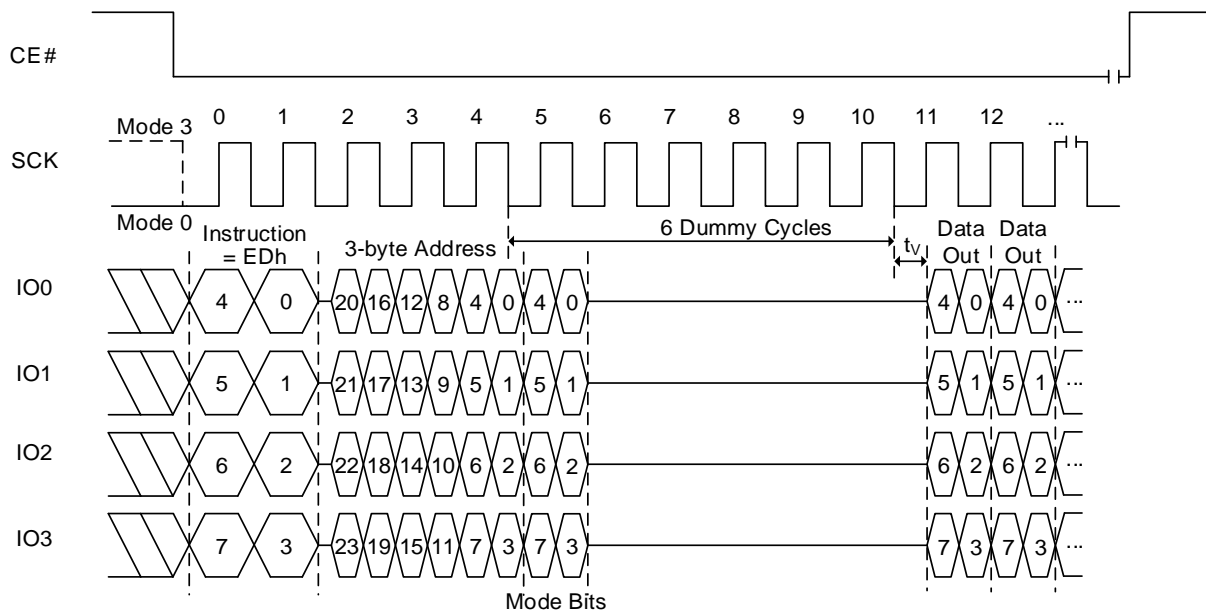 CE#
0 1 2 3 4 5 6 7 8 9 10 11 12 ...
Mode 3
SCK
Mode 0
Instruction
= EDh
3-byte Address
6 Dummy Cycles
tV
Data
Out
Data
Out
IO0 4 0 20 16 12 8 4 0 4 0 4 0 4 0 ...
IO1 5 1 21 17 13 9 5 1 5 1 5 1 5 1 ...
IO2 6 2 22 18 14 10 6 2 6 2 6 2 6 2 ...
IO3 7 3 23 19 15 11 7 3 7 3 7 3 7 3 ...
Mode Bits